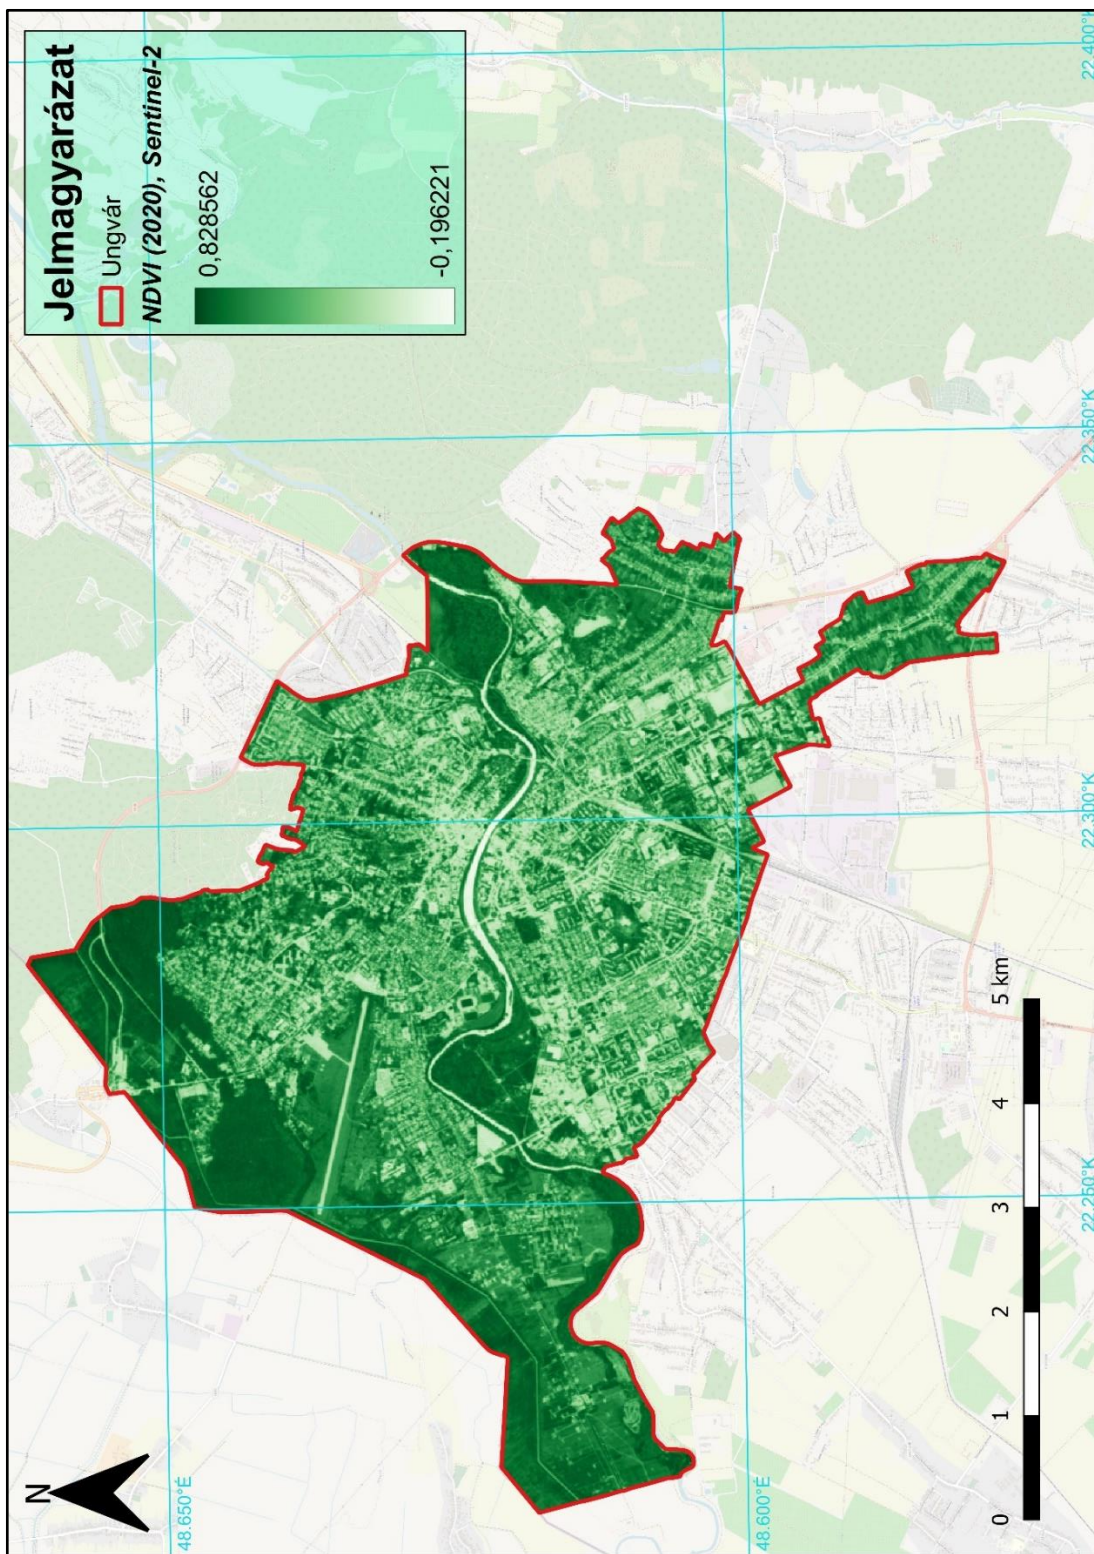 Jelmagyarázat
Ungvár
NDVI (2020), Sentinel-2
0,828562
-0,196221
N
48.650°É
48.600°É
22.250°K
22.300°K
22.350°K
22.400°K
0 1 2 3 4 5 km